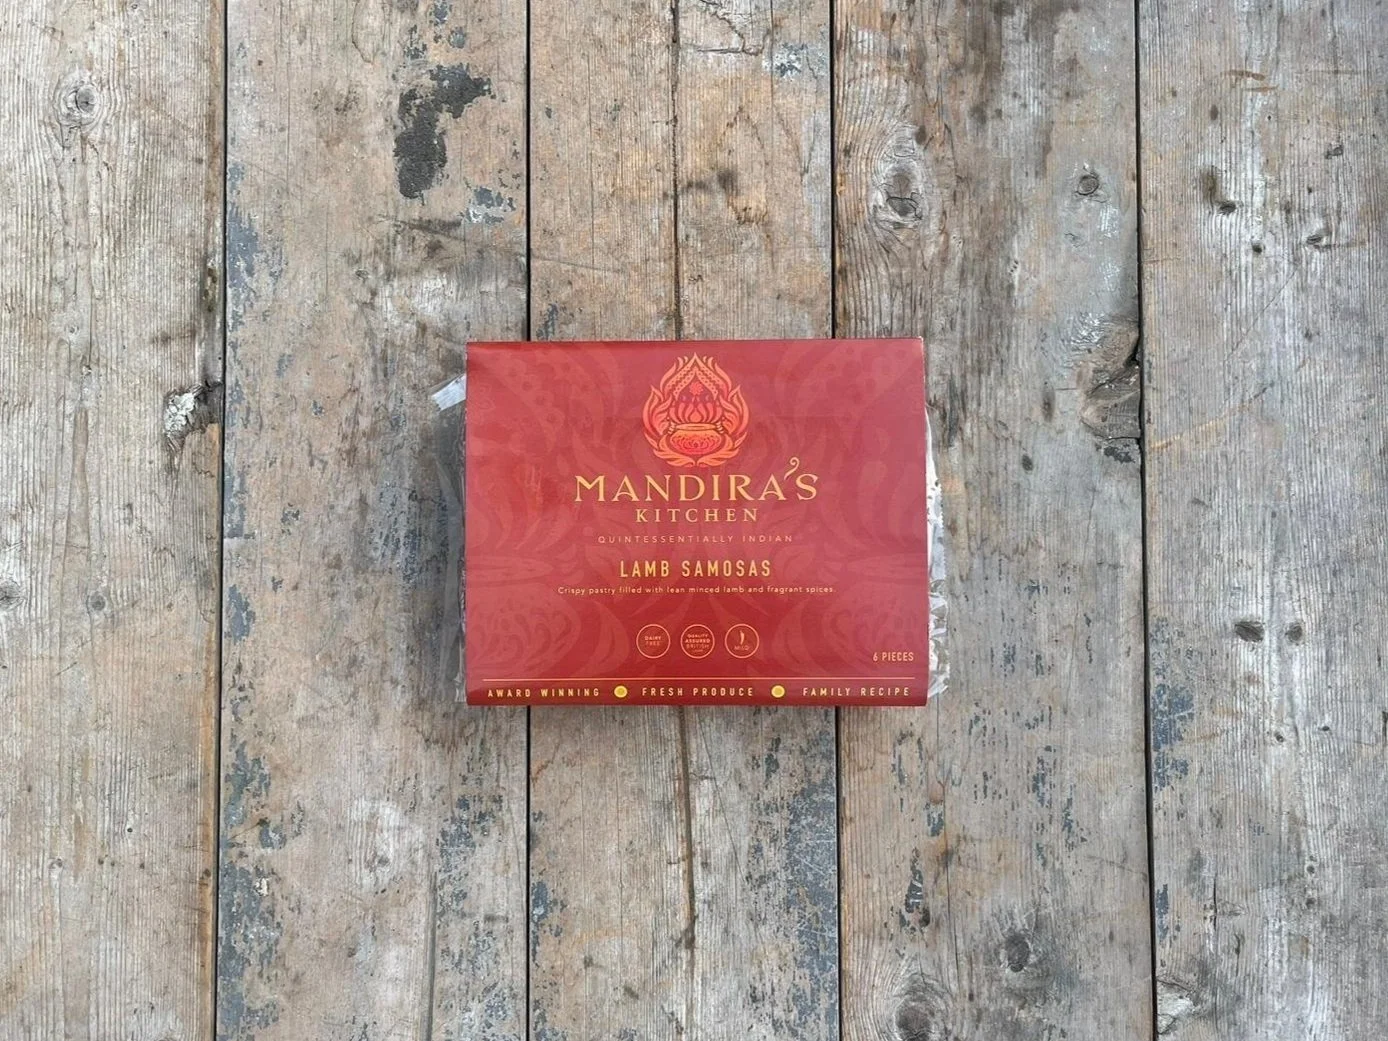 MANDIRA'S
KITCHEN
QUINTESSENTIALLY INDIAN
LAMB SAMOSAS
Crispy pastry filled with lean minced lamb and fragrant spices.
DAIRY
FREE
QUALITY
ASSURED
BRITISH
MILD
6 PIECES
AWARD WINNING FRESH PRODUCE FAMILY RECIPE